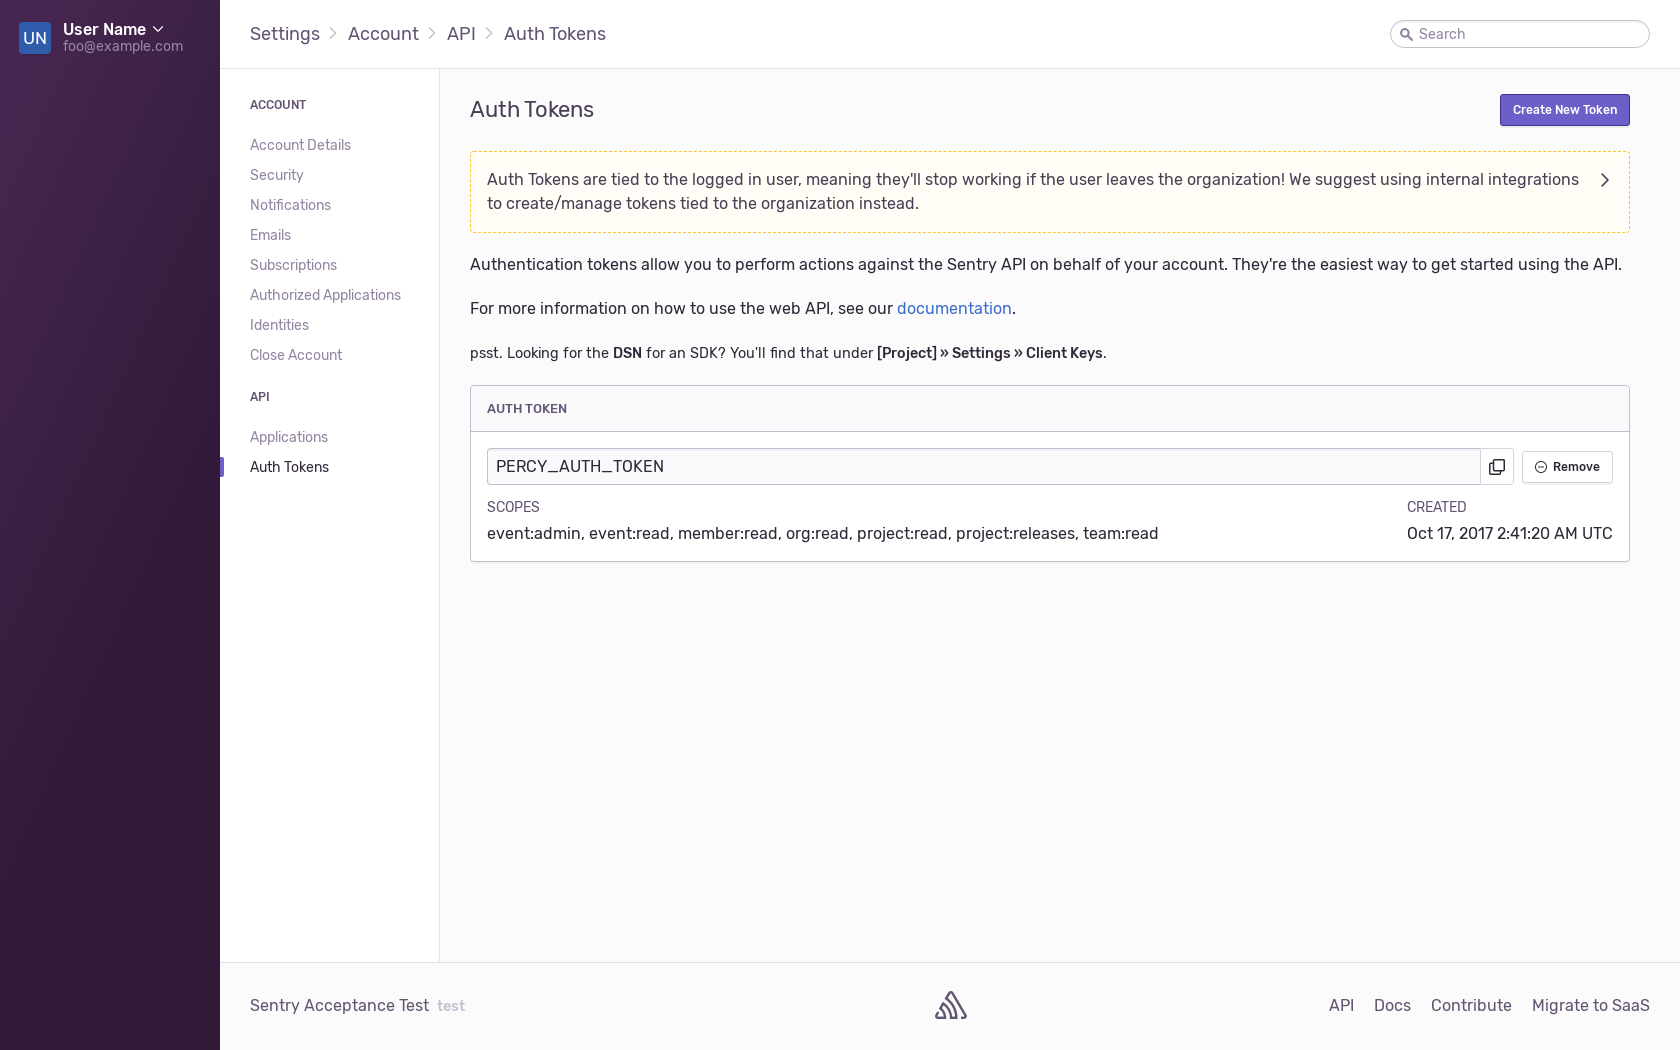 UN
User Name
foo@example.com
Settings Account API Auth Tokens
Search
ACCOUNT
Account Details
Security
Notifications
Emails
Subscriptions
Authorized Applications
Identities
Close Account
API
Applications
Auth Tokens
Auth Tokens
Create New Token
Auth Tokens are tied to the logged in user, meaning they'll stop working if the user leaves the organization! We suggest using internal integrations
to create/manage tokens tied to the organization instead.
Authentication tokens allow you to perform actions against the Sentry API on behalf of your account. They're the easiest way to get started using the API.
For more information on how to use the web API, see our documentation.
psst. Looking for the DSN for an SDK? You'll find that under [Project] » Settings » Client Keys.
AUTH TOKEN
PERCY_AUTH_TOKEN
Remove
SCOPES
event:admin, event:read, member:read, org:read, project:read, project:releases, team:read
CREATED
Oct 17, 2017 2:41:20 AM UTC
Sentry Acceptance Test test
API Docs Contribute Migrate to SaaS